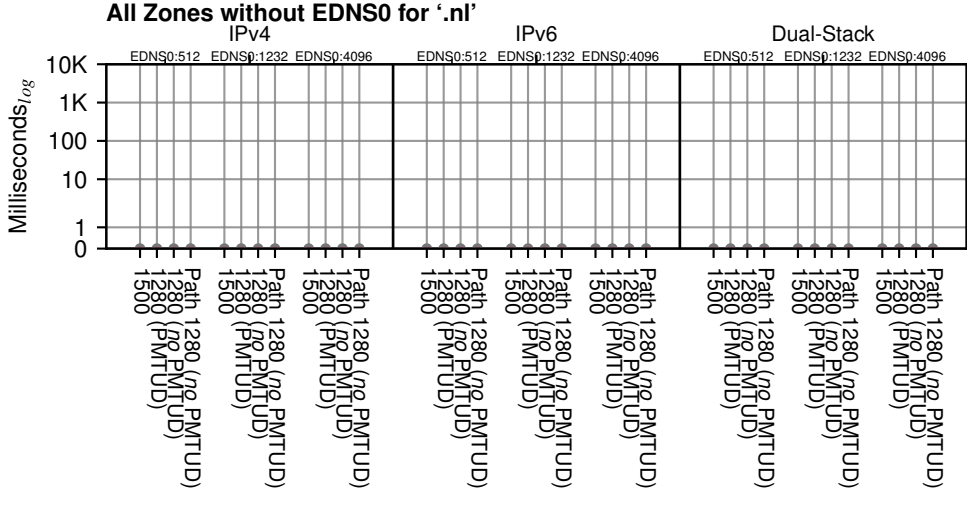 All Zones without EDNS0 for ‘.nl’
IPv4 IPv6 Dual-Stack
EDNS0:512 EDNS0:1232 EDNS0:4096 EDNS0:512 EDNS0:1232 EDNS0:4096 EDNS0:512 EDNS0:1232 EDNS0:4096
Milliseconds log
10K
1K
100
10
1
0
1500
1280 (PMTUD)
1280 (no PMTUD)
Path 1280 (no PMTUD)
1500
1280 (PMTUD)
1280 (no PMTUD)
Path 1280 (no PMTUD)
1500
1280 (PMTUD)
1280 (no PMTUD)
Path 1280 (no PMTUD)
1500
1280 (PMTUD)
1280 (no PMTUD)
Path 1280 (no PMTUD)
1500
1280 (PMTUD)
1280 (no PMTUD)
Path 1280 (no PMTUD)
1500
1280 (PMTUD)
1280 (no PMTUD)
Path 1280 (no PMTUD)
1500
1280 (PMTUD)
1280 (no PMTUD)
Path 1280 (no PMTUD)
1500
1280 (PMTUD)
1280 (no PMTUD)
Path 1280 (no PMTUD)
1500
1280 (PMTUD)
1280 (no PMTUD)
Path 1280 (no PMTUD)